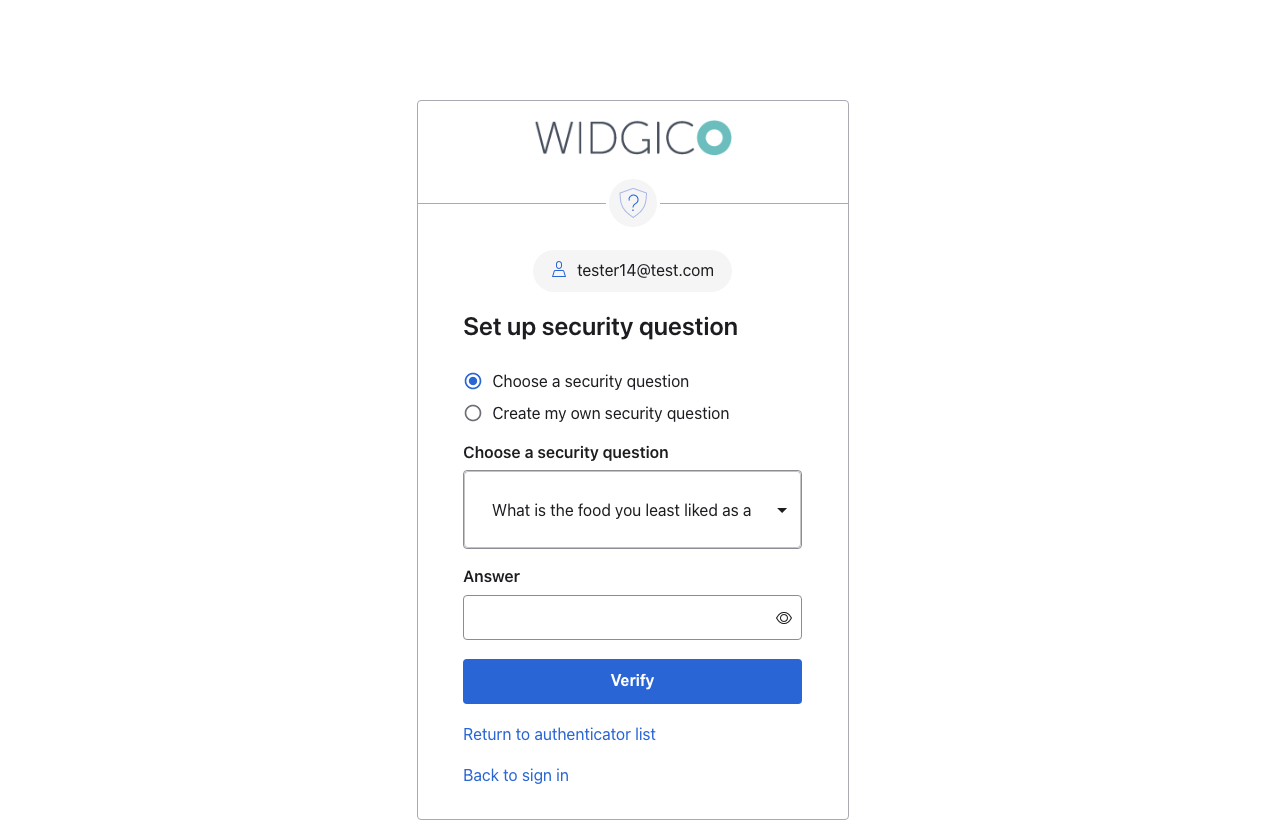 WIDGICO
tester14@test.com
Set up security question
Choose a security question
Create my own security question
Choose a security question
What is the food you least liked as a
Answer
Verify
Return to authenticator list
Back to sign in